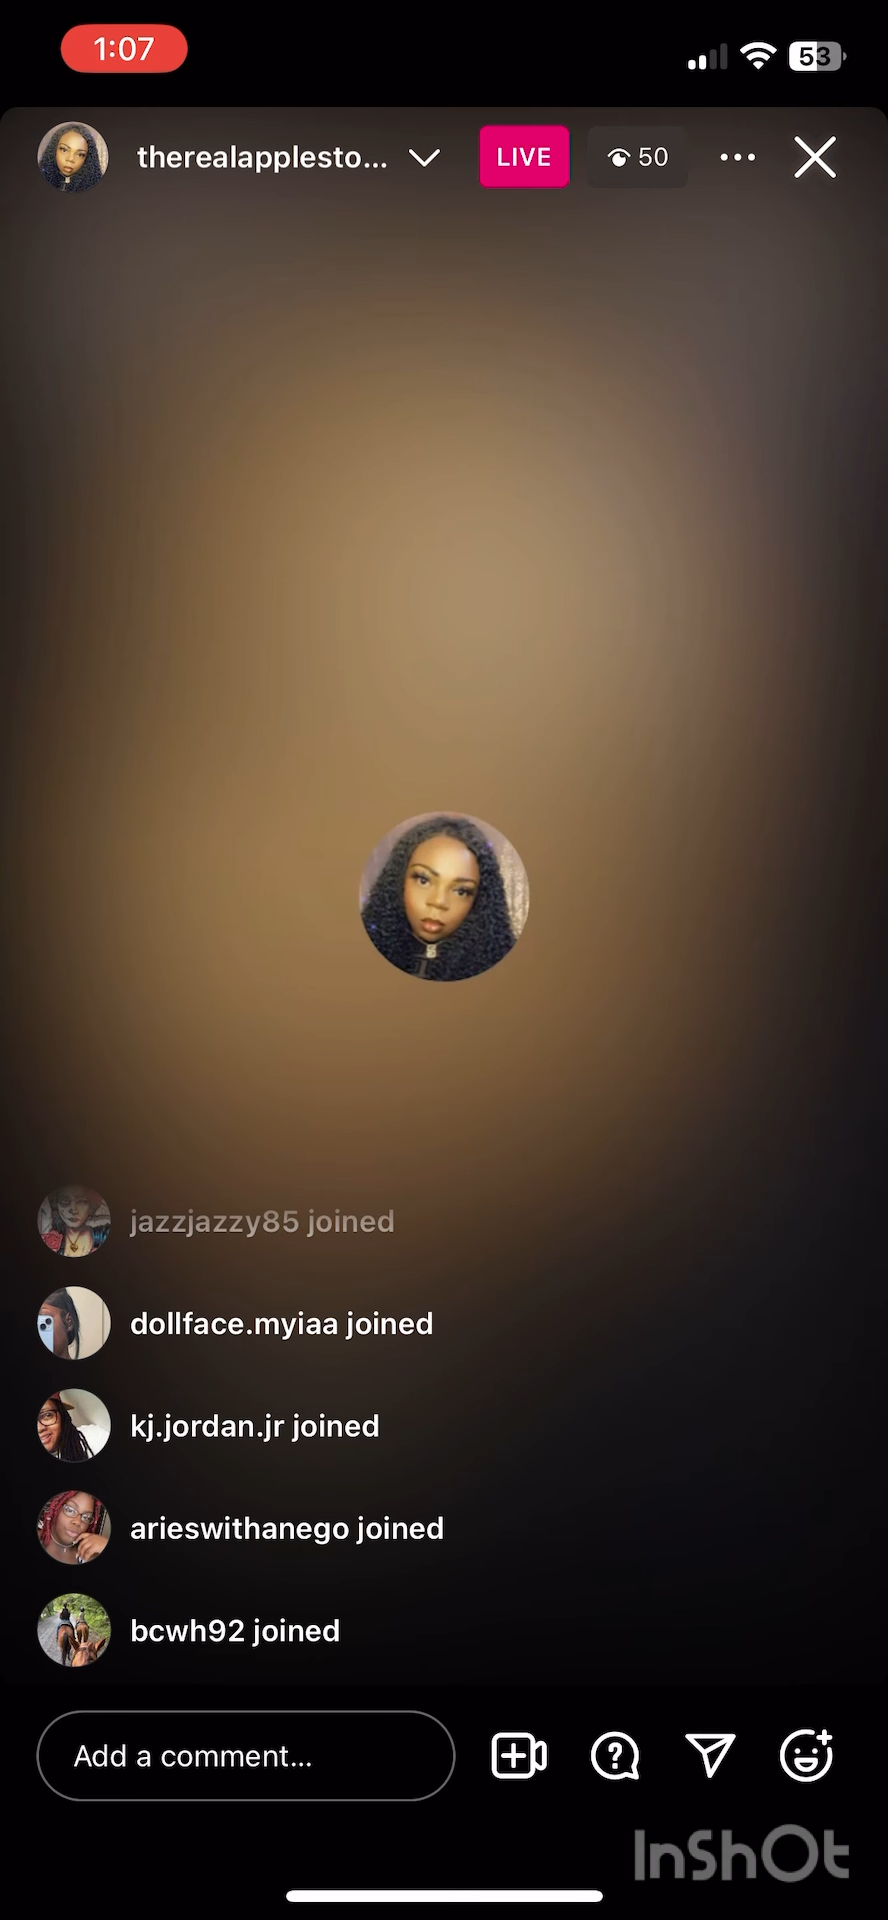 1:07
53
therealapplesto...
LIVE
50
jazzjazzy85 joined
dollface.myiaa joined
kj.jordan.jr joined
arieswithanego joined
bcwh92 joined
Add a comment...
InShOt